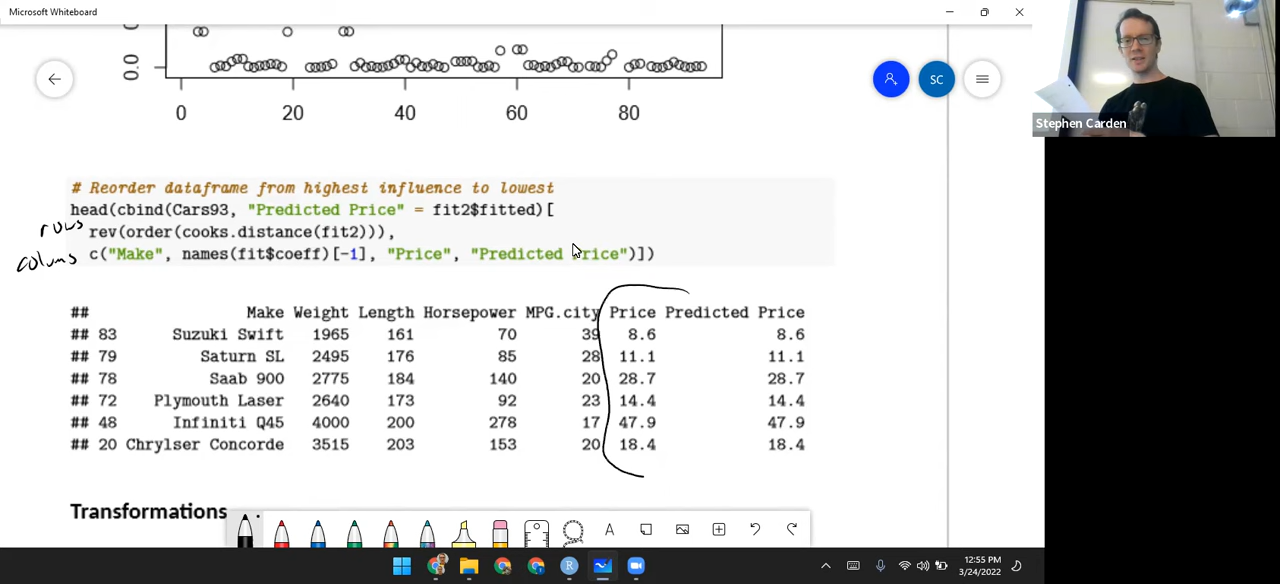 Microsoft Whiteboard
0.0
0 20 40 60 80
SC
Stephen Carden
# Reorder dataframe from highest influence to lowest
head(cbind(Cars93, "Predicted Price" = fit2$fitted)[
rows rev(order(cooks.distance(fit2))),
colums c("Make", names(fit$coeff)[-1], "Price", "Predicted Price")])
## Make Weight Length Horsepower MPG.city Price Predicted Price
## 83 Suzuki Swift 1965 161 70 39 8.6 8.6
## 79 Saturn SL 2495 176 85 28 11.1 11.1
## 78 Saab 900 2775 184 140 20 28.7 28.7
## 72 Plymouth Laser 2640 173 92 23 14.4 14.4
## 48 Infiniti Q45 4000 200 278 17 47.9 47.9
## 20 Chrylser Concorde 3515 203 153 20 18.4 18.4
Transformations
A
12:55 PM
3/24/2022